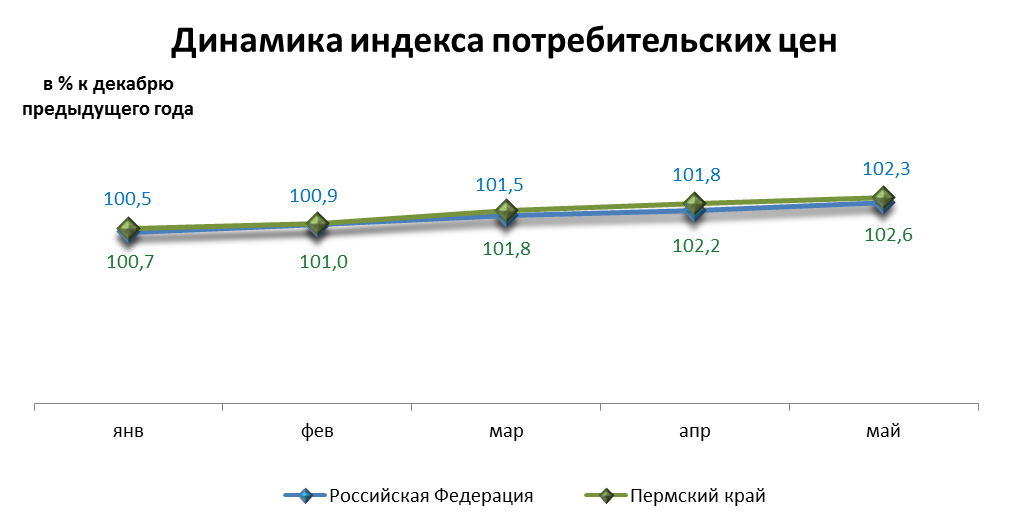 Динамика индекса потребительских цен
в % к декабрю
предыдущего года
100,5
100,9
101,5
101,8
102,3
100,7
101,0
101,8
102,2
102,6
янв
фев
мар
апр
май
Российская Федерация
Пермский край